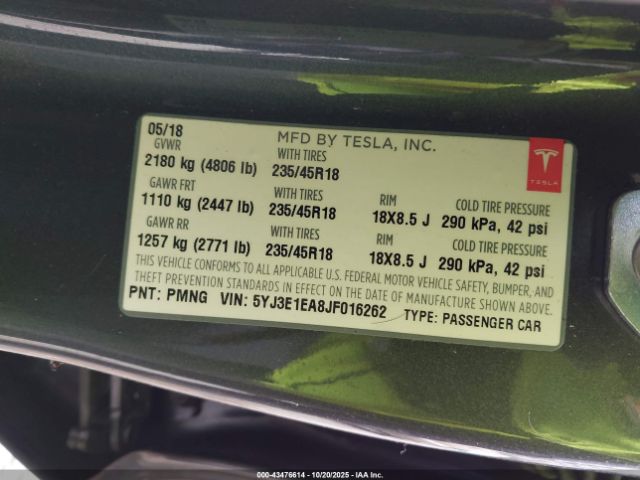 05/18 MFD BY TESLA, INC.
GVWR WITH TIRES
2180 kg (4806 lb) 235/45R18
TESLA
GAWR FRT WITH TIRES RIM COLD TIRE PRESSURE
1110 kg (2447 lb) 235/45R18 18X8.5 J 290 kPa, 42 psi
GAWR RR WITH TIRES RIM COLD TIRE PRESSURE
1257 kg (2771 lb) 235/45R18 18X8.5 J 290 kPa, 42 psi
THIS VEHICLE CONFORMS TO ALL APPLICABLE U.S. FEDERAL MOTOR VEHICLE SAFETY, BUMPER, AND
THEFT PREVENTION STANDARDS IN EFFECT ON THE DATE OF MANUFACTURE SHOWN ABOVE.
PNT: PMNG VIN: 5YJ3E1EA8JF016262 TYPE: PASSENGER CAR
000-43476614 - 10/20/2025 - IAAI Inc.